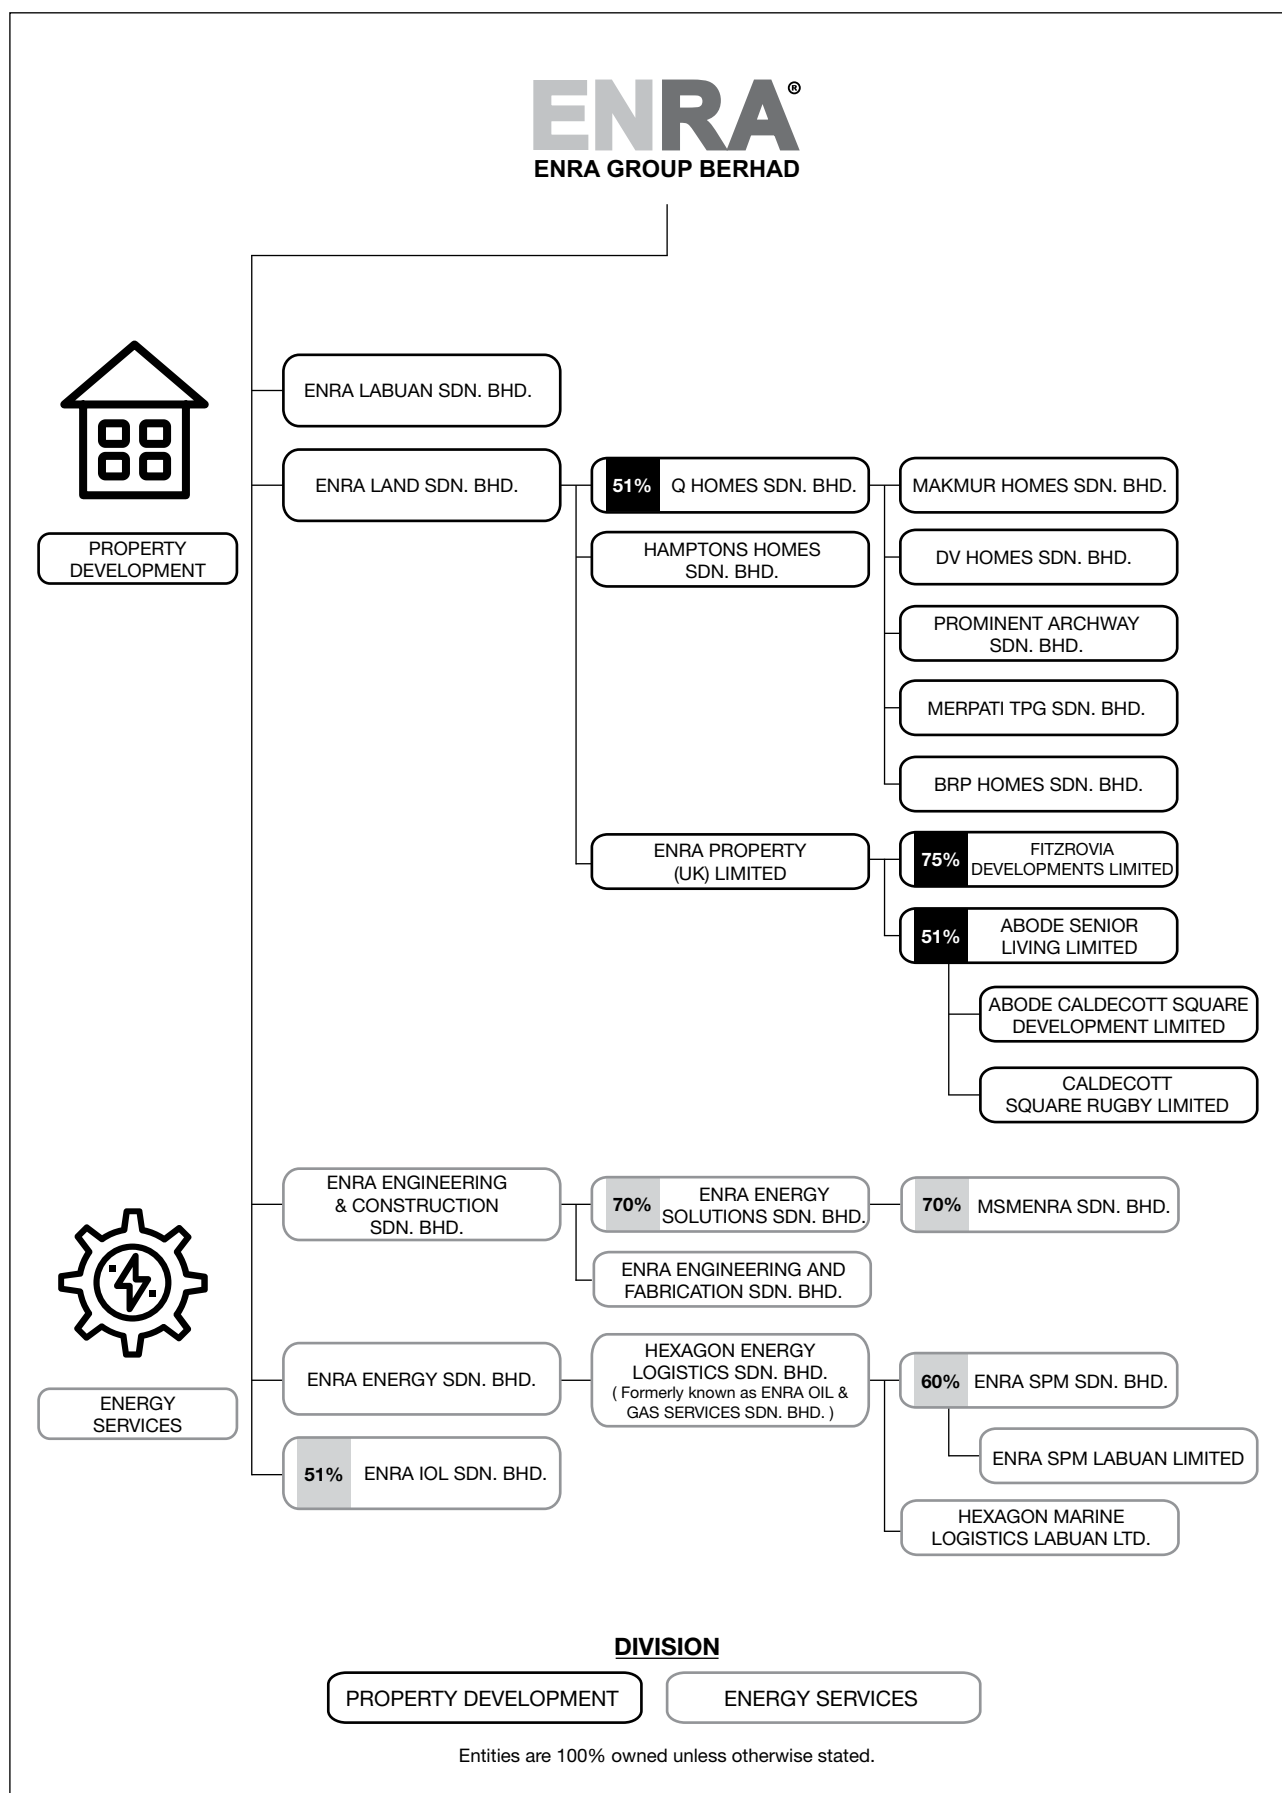 ENRA®
ENRA GROUP BERHAD
ENRA LABUAN SDN. BHD.
ENRA LAND SDN. BHD.
51% Q HOMES SDN. BHD.
MAKMUR HOMES SDN. BHD.
PROPERTY
DEVELOPMENT
HAMPTONS HOMES
SDN. BHD.
DV HOMES SDN. BHD.
PROMINENT ARCHWAY
SDN. BHD.
MERPATI TPG SDN. BHD.
BRP HOMES SDN. BHD.
ENRA PROPERTY
(UK) LIMITED
75% FITZROVIA
DEVELOPMENTS LIMITED
51% ABODE SENIOR
LIVING LIMITED
ABODE CALDECOTT SQUARE
DEVELOPMENT LIMITED
CALDECOTT
SQUARE RUGBY LIMITED
ENRA ENGINEERING
& CONSTRUCTION
SDN. BHD.
70% ENRA ENERGY
SOLUTIONS SDN. BHD.
70% MSMENRA SDN. BHD.
ENRA ENGINEERING AND
FABRICATION SDN. BHD.
ENERGY
SERVICES
ENRA ENERGY SDN. BHD.
HEXAGON ENERGY
LOGISTICS SDN. BHD.
( Formerly known as ENRA OIL &
GAS SERVICES SDN. BHD. )
60% ENRA SPM SDN. BHD.
ENRA SPM LABUAN LIMITED
51% ENRA IOL SDN. BHD.
HEXAGON MARINE
LOGISTICS LABUAN LTD.
DIVISION
PROPERTY DEVELOPMENT
ENERGY SERVICES
Entities are 100% owned unless otherwise stated.